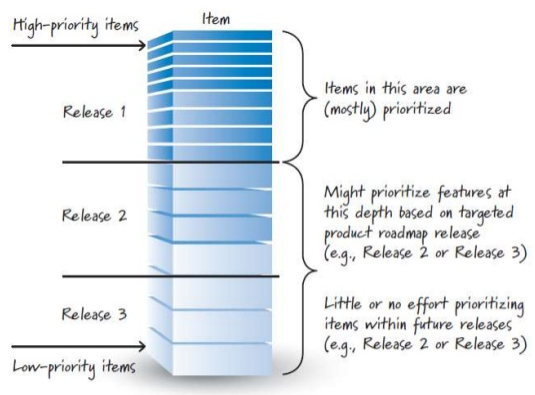 High-priority items
Item
Items in this area are
(mostly) prioritized
Release 1
Might prioritize features at
this depth based on targeted
product roadmap release
(e.g., Release 2 or Release 3)
Release 2
Little or no effort prioritizing
items within future releases
(e.g., Release 2 or Release 3)
Release 3
Low-priority items